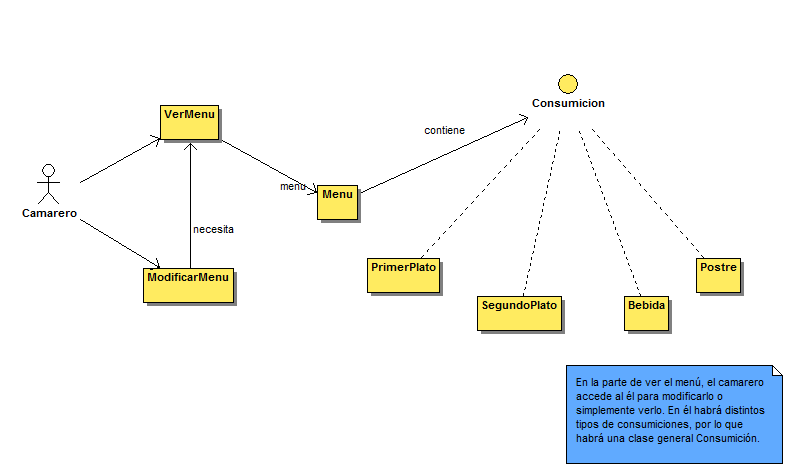 Consumicion
VerMenu
contiene
menu
Menu
Camarero
necesita
ModificarMenu
PrimerPlato
Postre
SegundoPlato
Bebida
En la parte de ver el menú, el camarero
accede al él para modificarlo o
simplemente verlo. En él habrá distintos
tipos de consumiciones, por lo que
habrá una clase general Consumición.